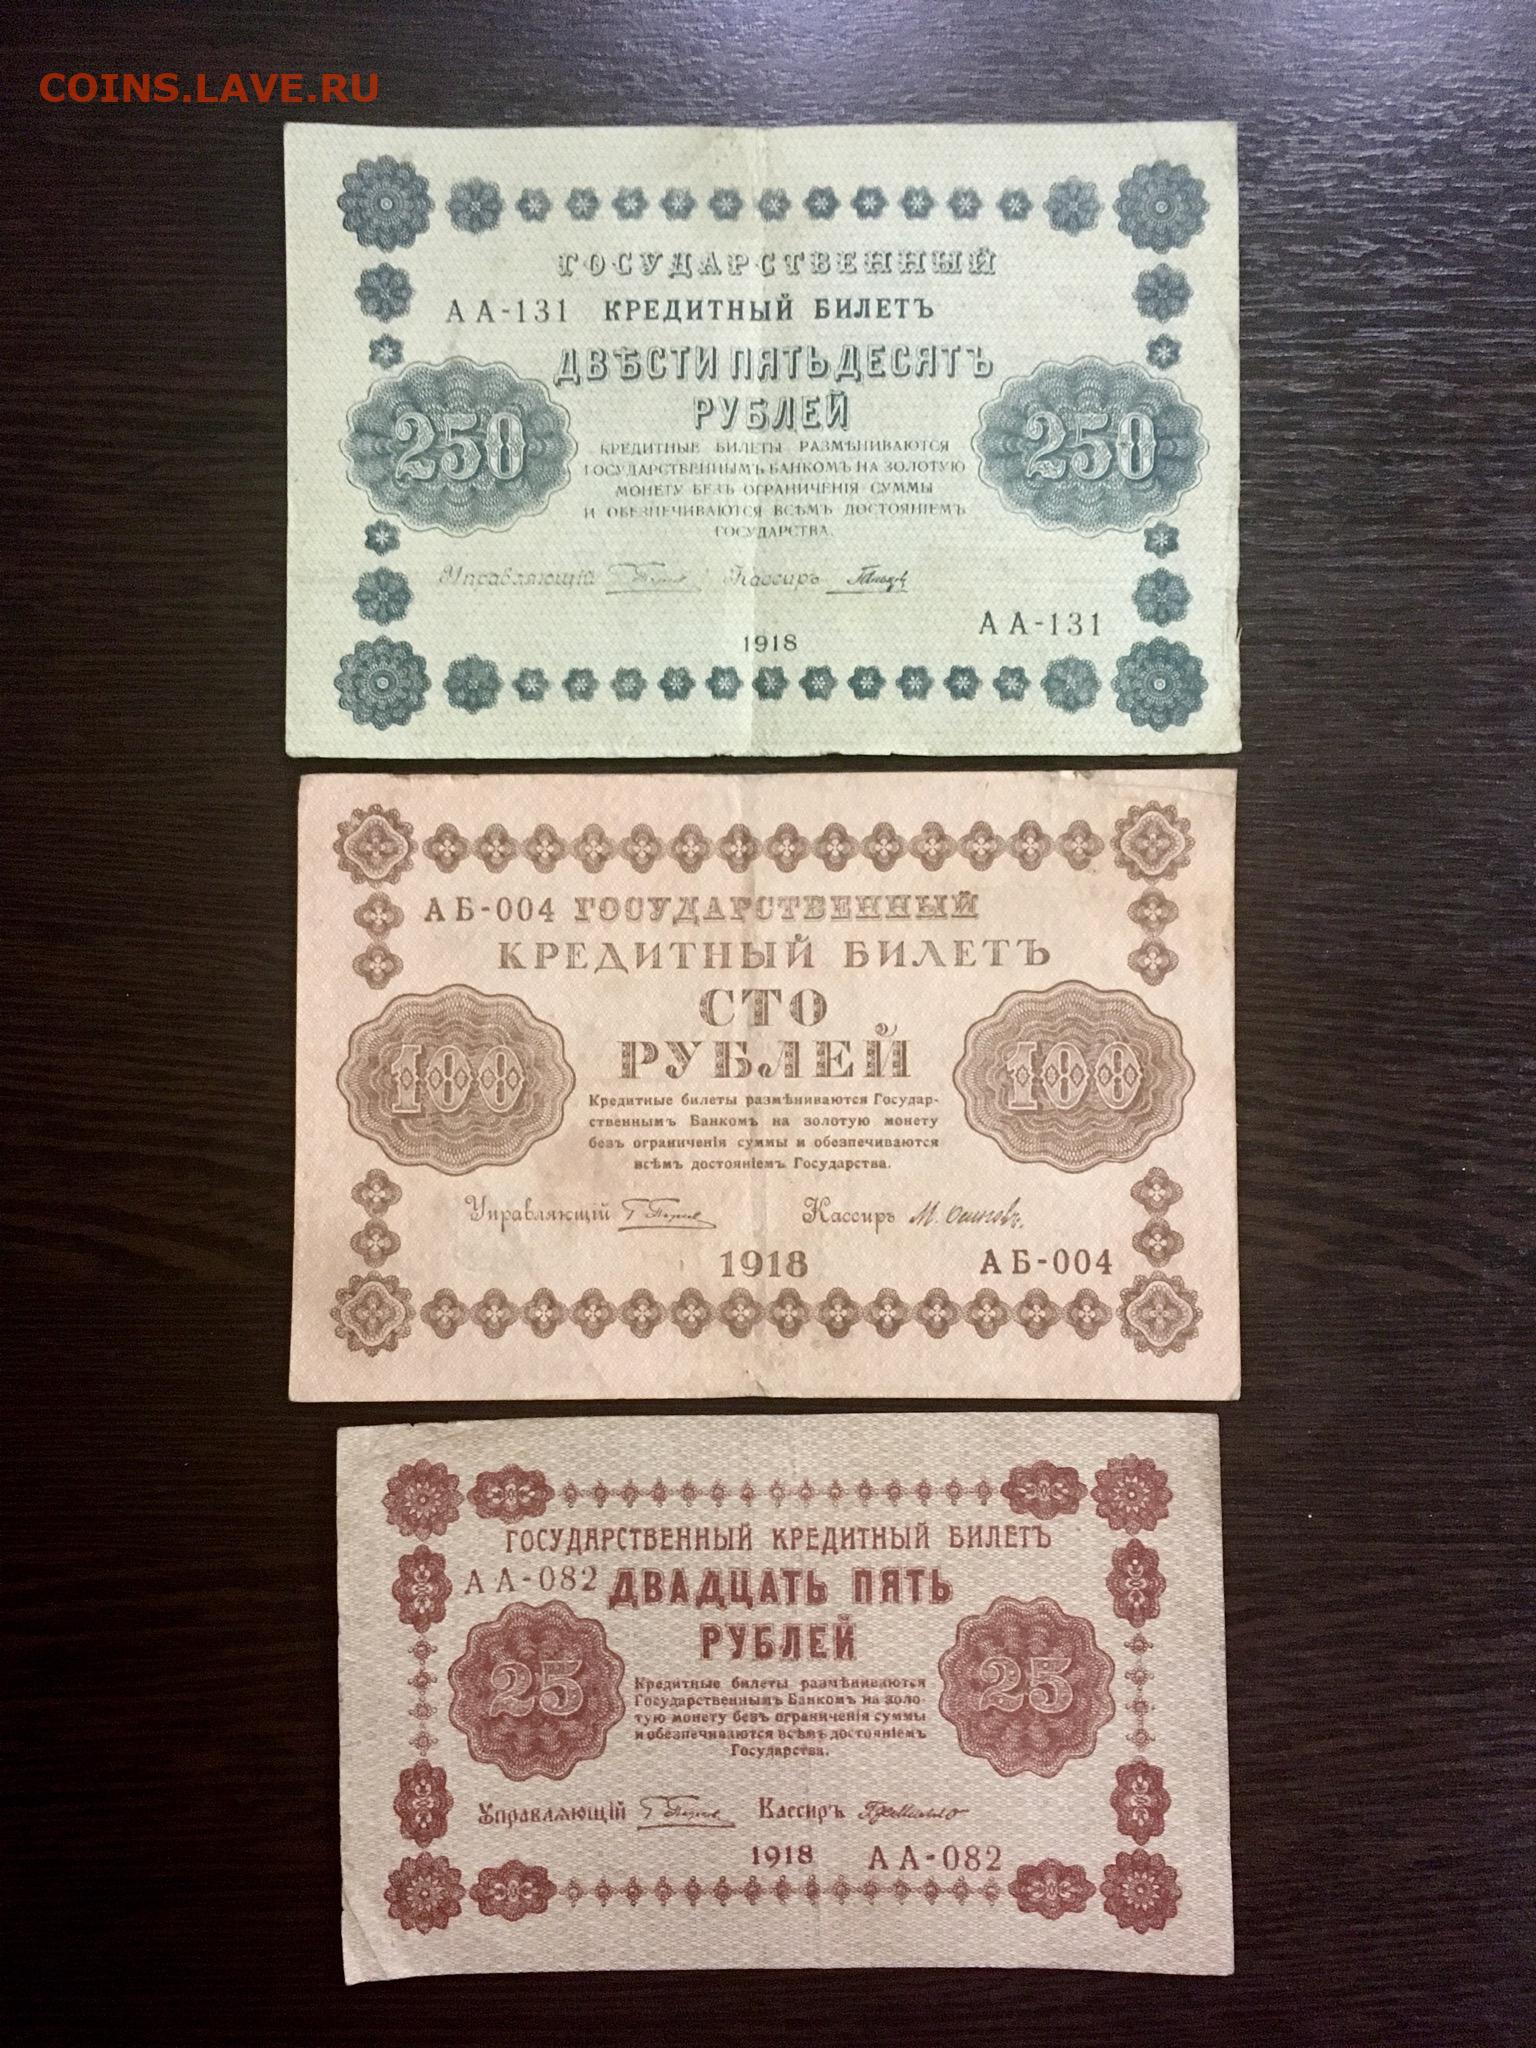 COINS.LAVE.RU
ГОСУДАРСТВЕННЫЙ
АА-131 КРЕДИТНЫЙ БИЛЕТЪ
ДВѢСТИ ПЯТЬДЕСЯТЪ
РУБЛЕЙ
250 250
КРЕДИТНЫЕ БИЛЕТЫ РАЗМѢНИВАЮТСЯ
ГОСУДАРСТВЕННЫМЪ БАНКОМЪ НА ЗОЛОТУЮ
МОНЕТУ БЕЗЪ ОГРАНИЧЕНІЯ СУММЫ
И ОБЕЗПЕЧИВАЮТСЯ ВСѢМЪ ДОСТОЯНІЕМЪ
ГОСУДАРСТВА.
Управляющій Кассиръ
АА-131
1918
АБ-004 ГОСУДАРСТВЕННЫЙ
КРЕДИТНЫЙ БИЛЕТЪ
СТО
РУБЛЕЙ
100 100
Кредитные билеты размѣниваются Государ-
ственнымъ Банкомъ на золотую монету
безъ ограниченія суммы и обезпечиваются
всѣмъ достояніемъ Государства.
Управляющій Кассиръ М. Осиповъ
1918 АБ-004
ГОСУДАРСТВЕННЫЙ КРЕДИТНЫЙ БИЛЕТЪ
АА-082 ДВАДЦАТЬ ПЯТЬ
РУБЛЕЙ
25 25
Кредитные билеты размѣниваются
Государственнымъ Банкомъ на золо-
тую монету безъ ограниченія суммы
и обезпечиваются всѣмъ достояніемъ
Государства.
Управляющій Кассиръ
1918 АА-082